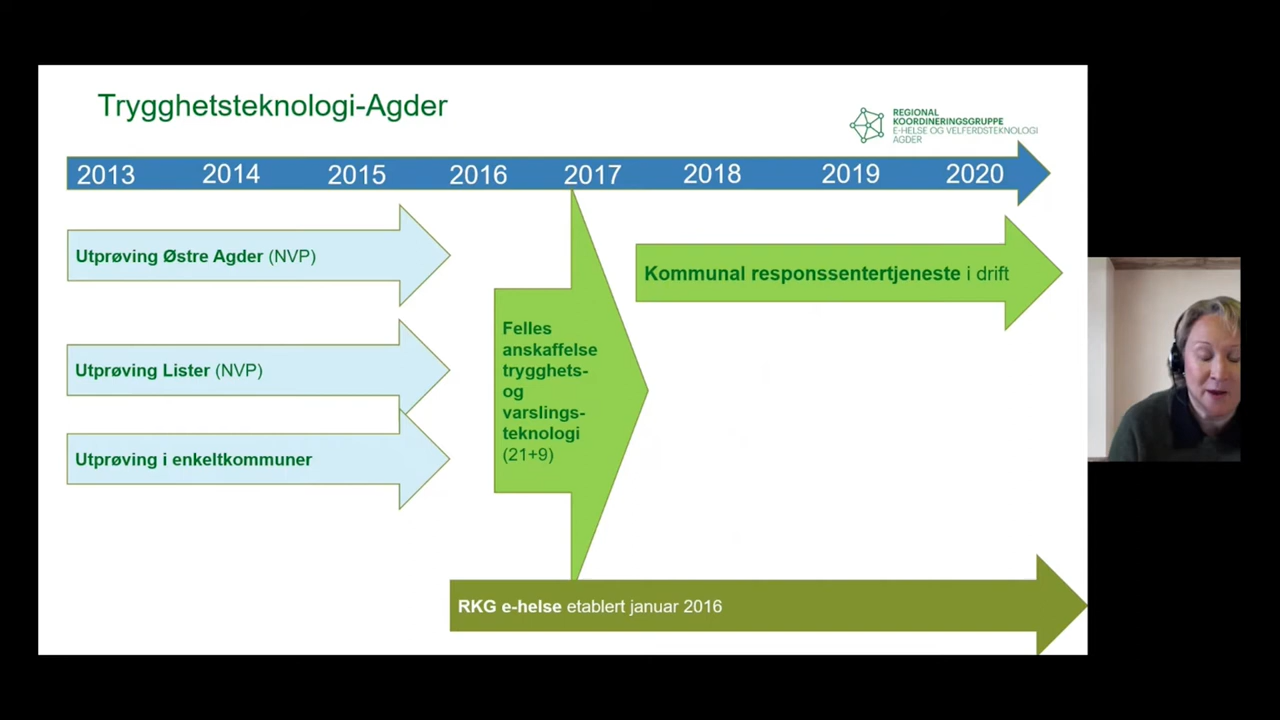 Trygghetsteknologi-Agder
REGIONAL
KOORDINERINGSGRUPPE
E-HELSE OG VELFERDSTEKNOLOGI
AGDER
2013 2014 2015 2016 2017 2018 2019 2020
Utprøving Østre Agder (NVP)
Utprøving Lister (NVP)
Utprøving i enkeltkommuner
Felles
anskaffelse
trygghets-
og
varslings-
teknologi
(21+9)
Kommunal responssentertjeneste i drift
RKG e-helse etablert januar 2016